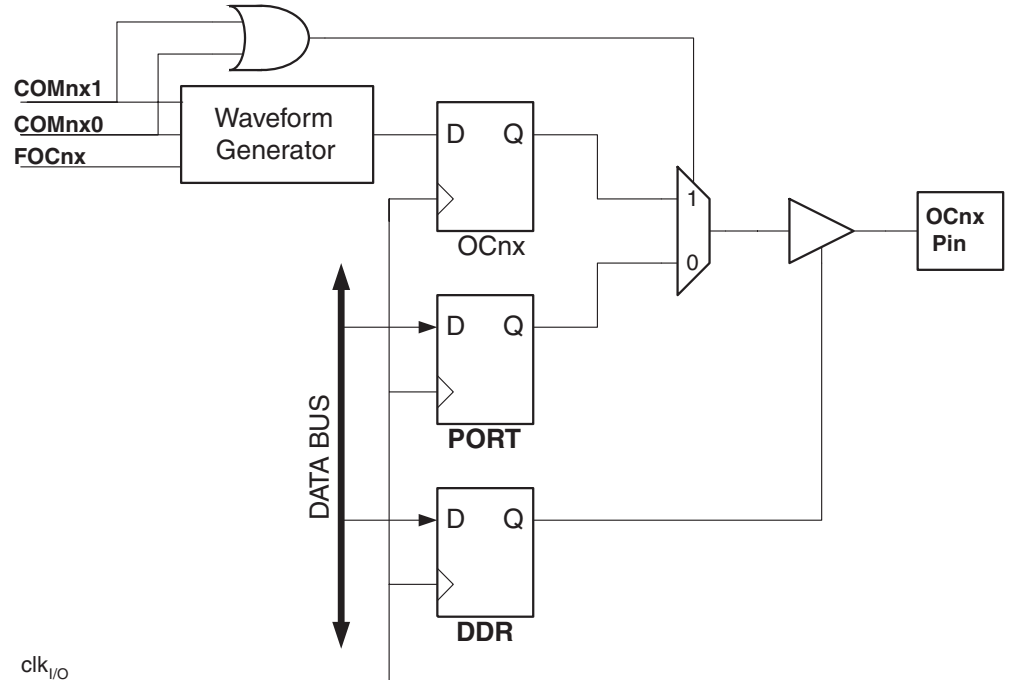 COMnx1
COMnx0
FOCnx
Waveform
Generator
D Q
OCnx
1
0
OCnx
Pin
D Q
PORT
D Q
DDR
DATA BUS
clkI/O